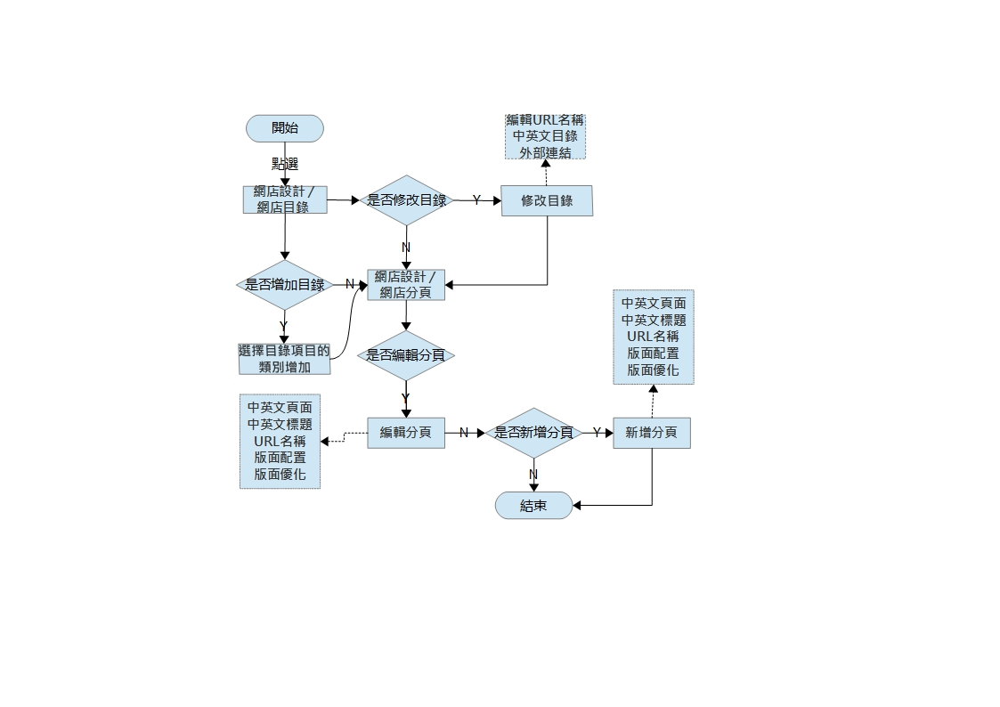 開始
點選
網店設計 /
網店目錄
是否修改目錄
Y
修改目錄
編輯URL名稱
中英文目錄
外部連結
N
是否增加目錄
N
網店設計 /
網店分頁
Y
選擇目錄項目的
類別增加
是否編輯分頁
Y
中英文頁面
中英文標題
URL名稱
版面配置
版面優化
編輯分頁
N
是否新增分頁
Y
新增分頁
中英文頁面
中英文標題
URL名稱
版面配置
版面優化
N
結束